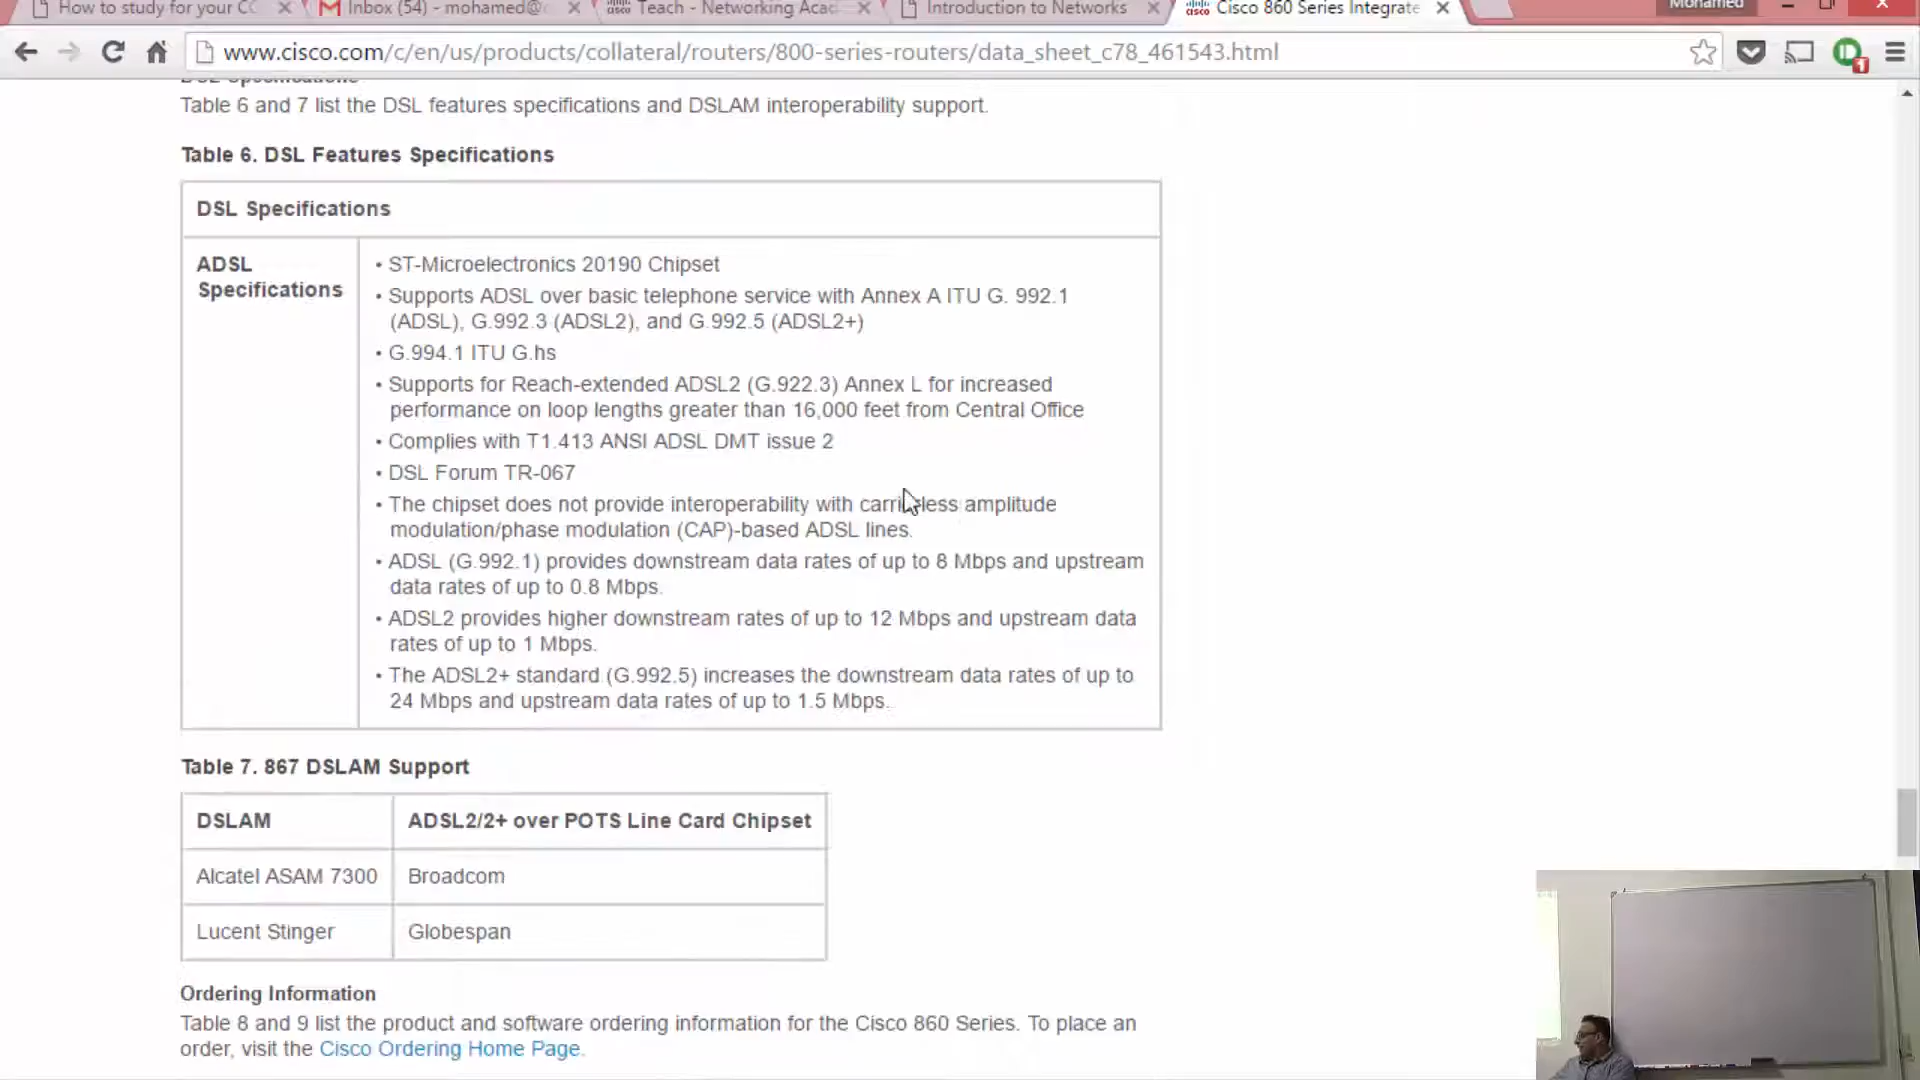 How to study for your CC
Inbox (54) - mohamed@
Teach - Networking Acad
Introduction to Networks
Cisco 860 Series Integrate
Mohamed
www.cisco.com/c/en/us/products/collateral/routers/800-series-routers/data_sheet_c78_461543.html
DSL Specifications
Table 6 and 7 list the DSL features specifications and DSLAM interoperability support.
Table 6. DSL Features Specifications
DSL Specifications
ADSL
Specifications
• ST-Microelectronics 20190 Chipset
• Supports ADSL over basic telephone service with Annex A ITU G. 992.1
(ADSL), G.992.3 (ADSL2), and G.992.5 (ADSL2+)
• G.994.1 ITU G.hs
• Supports for Reach-extended ADSL2 (G.922.3) Annex L for increased
performance on loop lengths greater than 16,000 feet from Central Office
• Complies with T1.413 ANSI ADSL DMT issue 2
• DSL Forum TR-067
• The chipset does not provide interoperability with carrierless amplitude
modulation/phase modulation (CAP)-based ADSL lines.
• ADSL (G.992.1) provides downstream data rates of up to 8 Mbps and upstream
data rates of up to 0.8 Mbps.
• ADSL2 provides higher downstream rates of up to 12 Mbps and upstream data
rates of up to 1 Mbps.
• The ADSL2+ standard (G.992.5) increases the downstream data rates of up to
24 Mbps and upstream data rates of up to 1.5 Mbps.
Table 7. 867 DSLAM Support
DSLAM ADSL2/2+ over POTS Line Card Chipset
Alcatel ASAM 7300 Broadcom
Lucent Stinger Globespan
Ordering Information
Table 8 and 9 list the product and software ordering information for the Cisco 860 Series. To place an
order, visit the Cisco Ordering Home Page.